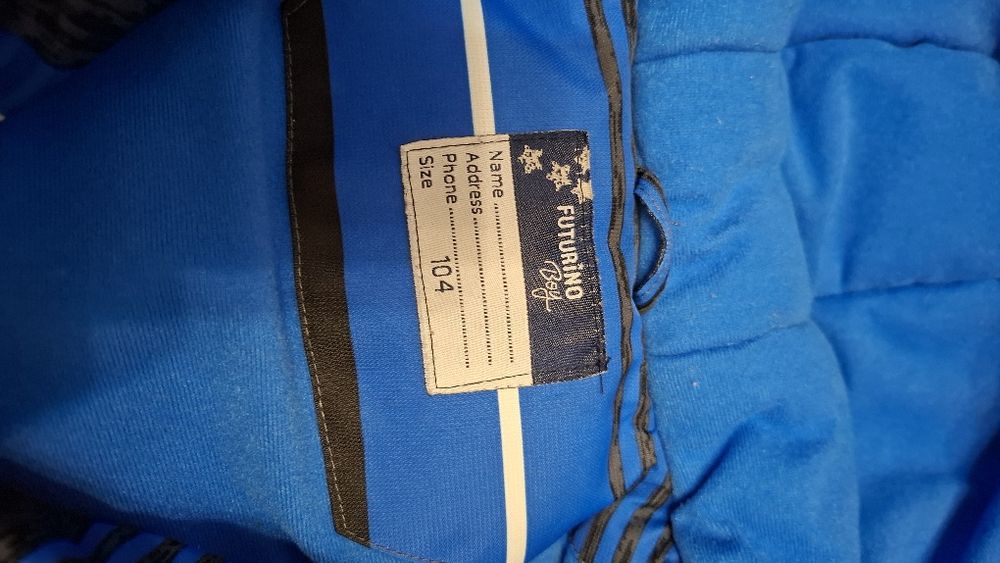 FUTURINO
Boy
Name
Address
Phone
Size 104